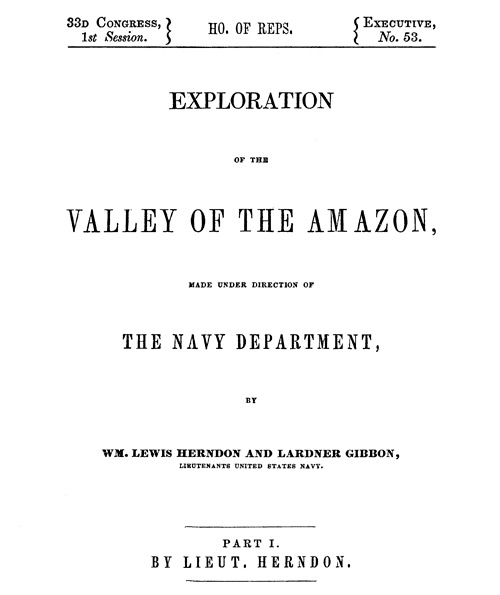 33D CONGRESS, } HO. OF REPS. { EXECUTIVE,
1st Session. } { No. 53.
EXPLORATION
OF THE
VALLEY OF THE AMAZON,
MADE UNDER DIRECTION OF
THE NAVY DEPARTMENT,
BY
WM. LEWIS HERNDON AND LARDNER GIBBON,
LIEUTENANTS UNITED STATES NAVY.
PART I.
BY LIEUT. HERNDON.